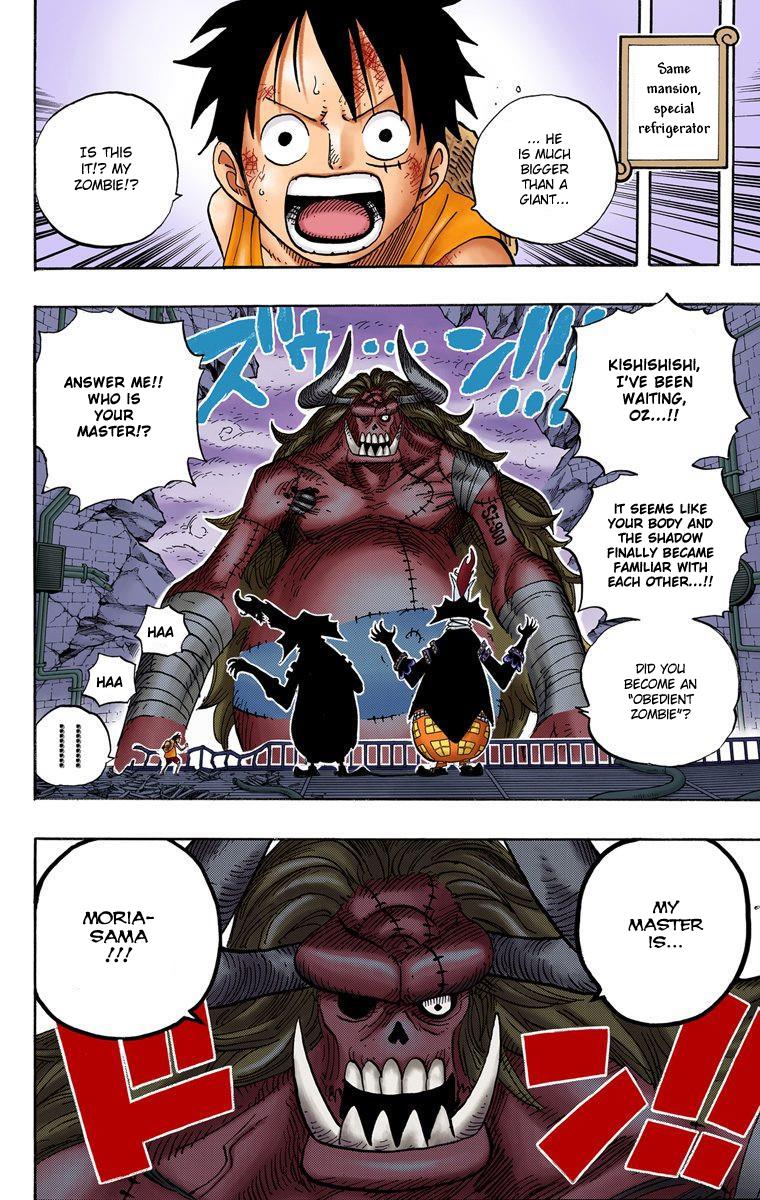 Same
mansion,
special
refrigerator
... HE
IS MUCH
BIGGER
THAN A
GIANT...
IS THIS
IT!? MY
ZOMBIE!?
ズゥ...ン!!!
KISHISHISHI,
I'VE BEEN
WAITING,
OZ...!!
IT SEEMS LIKE
YOUR BODY AND
THE SHADOW
FINALLY BECAME
FAMILIAR WITH
EACH OTHER...!!
DID YOU
BECOME AN
"OBEDIENT
ZOMBIE"?
ANSWER ME!!
WHO IS
YOUR
MASTER!?
HAA
HAA
!!
MY
MASTER
IS...
MORIA-
SAMA
!!!
ドン!!